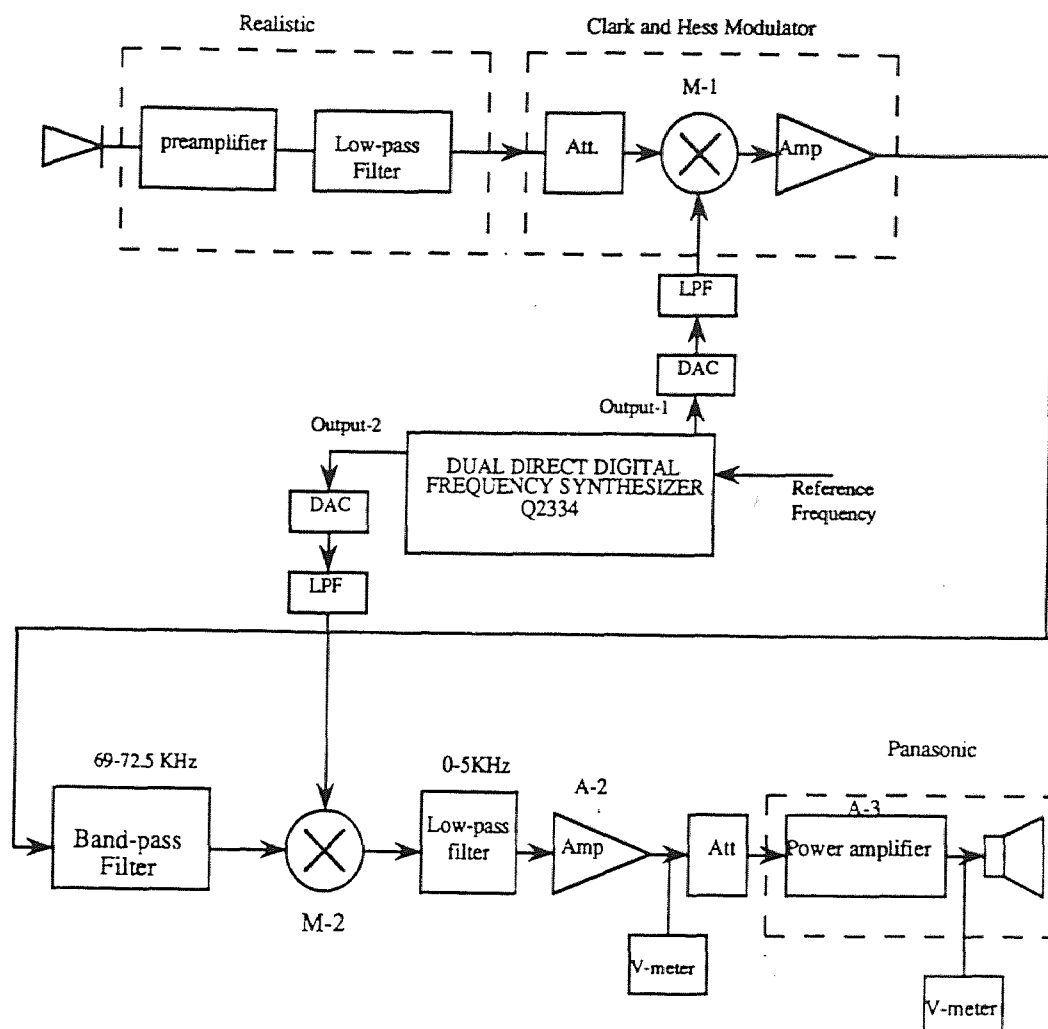 Realistic
Clark and Hess Modulator
M-1
preamplifier
Low-pass
Filter
Att.
Amp
LPF
DAC
Output-1
Output-2
DUAL DIRECT DIGITAL
FREQUENCY SYNTHESIZER
Q2334
Reference
Frequency
DAC
LPF
69-72.5 KHz
0-5KHz
A-2
Panasonic
A-3
Band-pass
Filter
M-2
Low-pass
filter
Amp
Att
Power amplifier
V-meter
V-meter